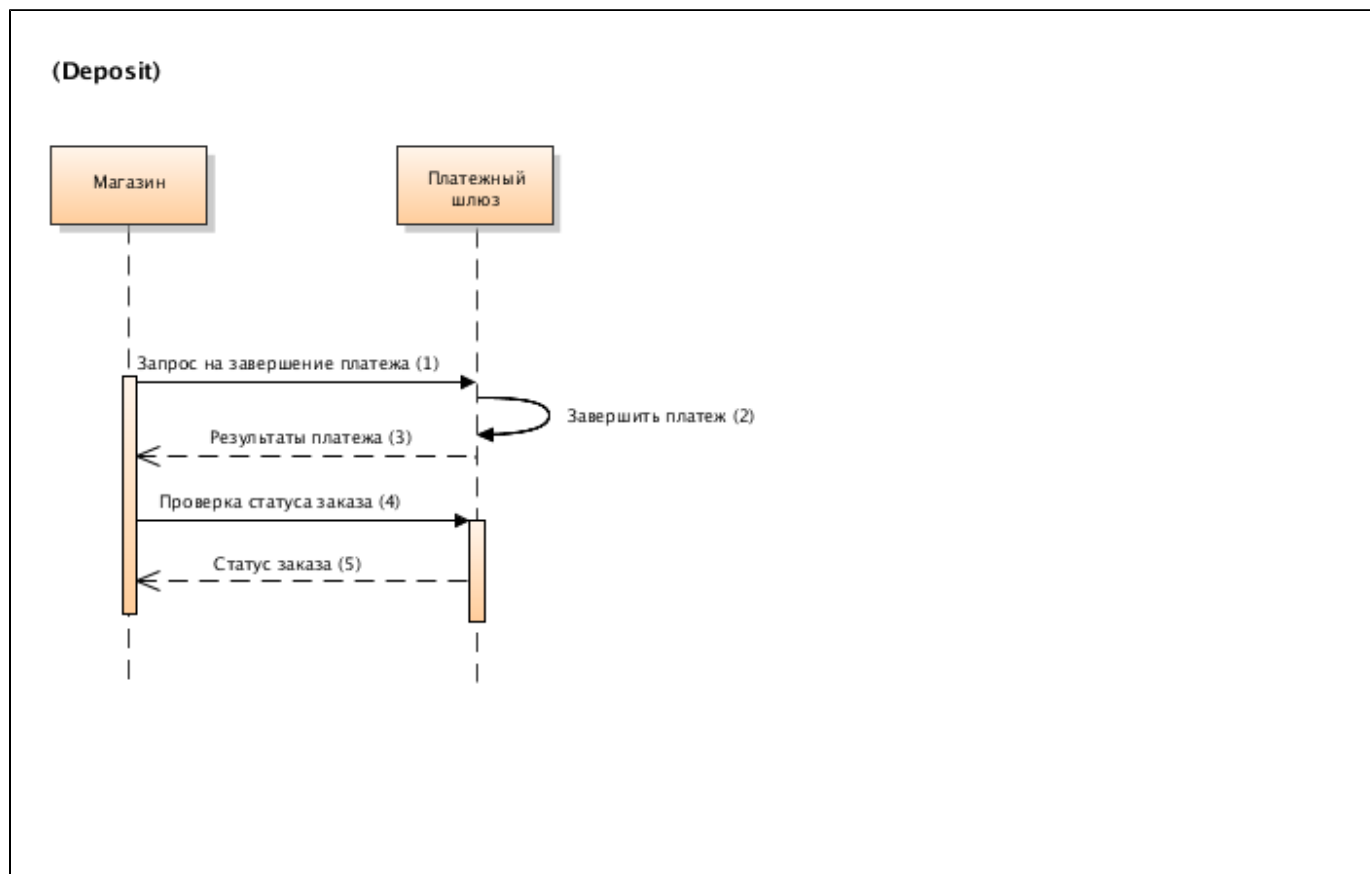 (Deposit)
Магазин
Платежный
шлюз
Запрос на завершение платежа (1)
Завершить платеж (2)
Результаты платежа (3)
Проверка статуса заказа (4)
Статус заказа (5)